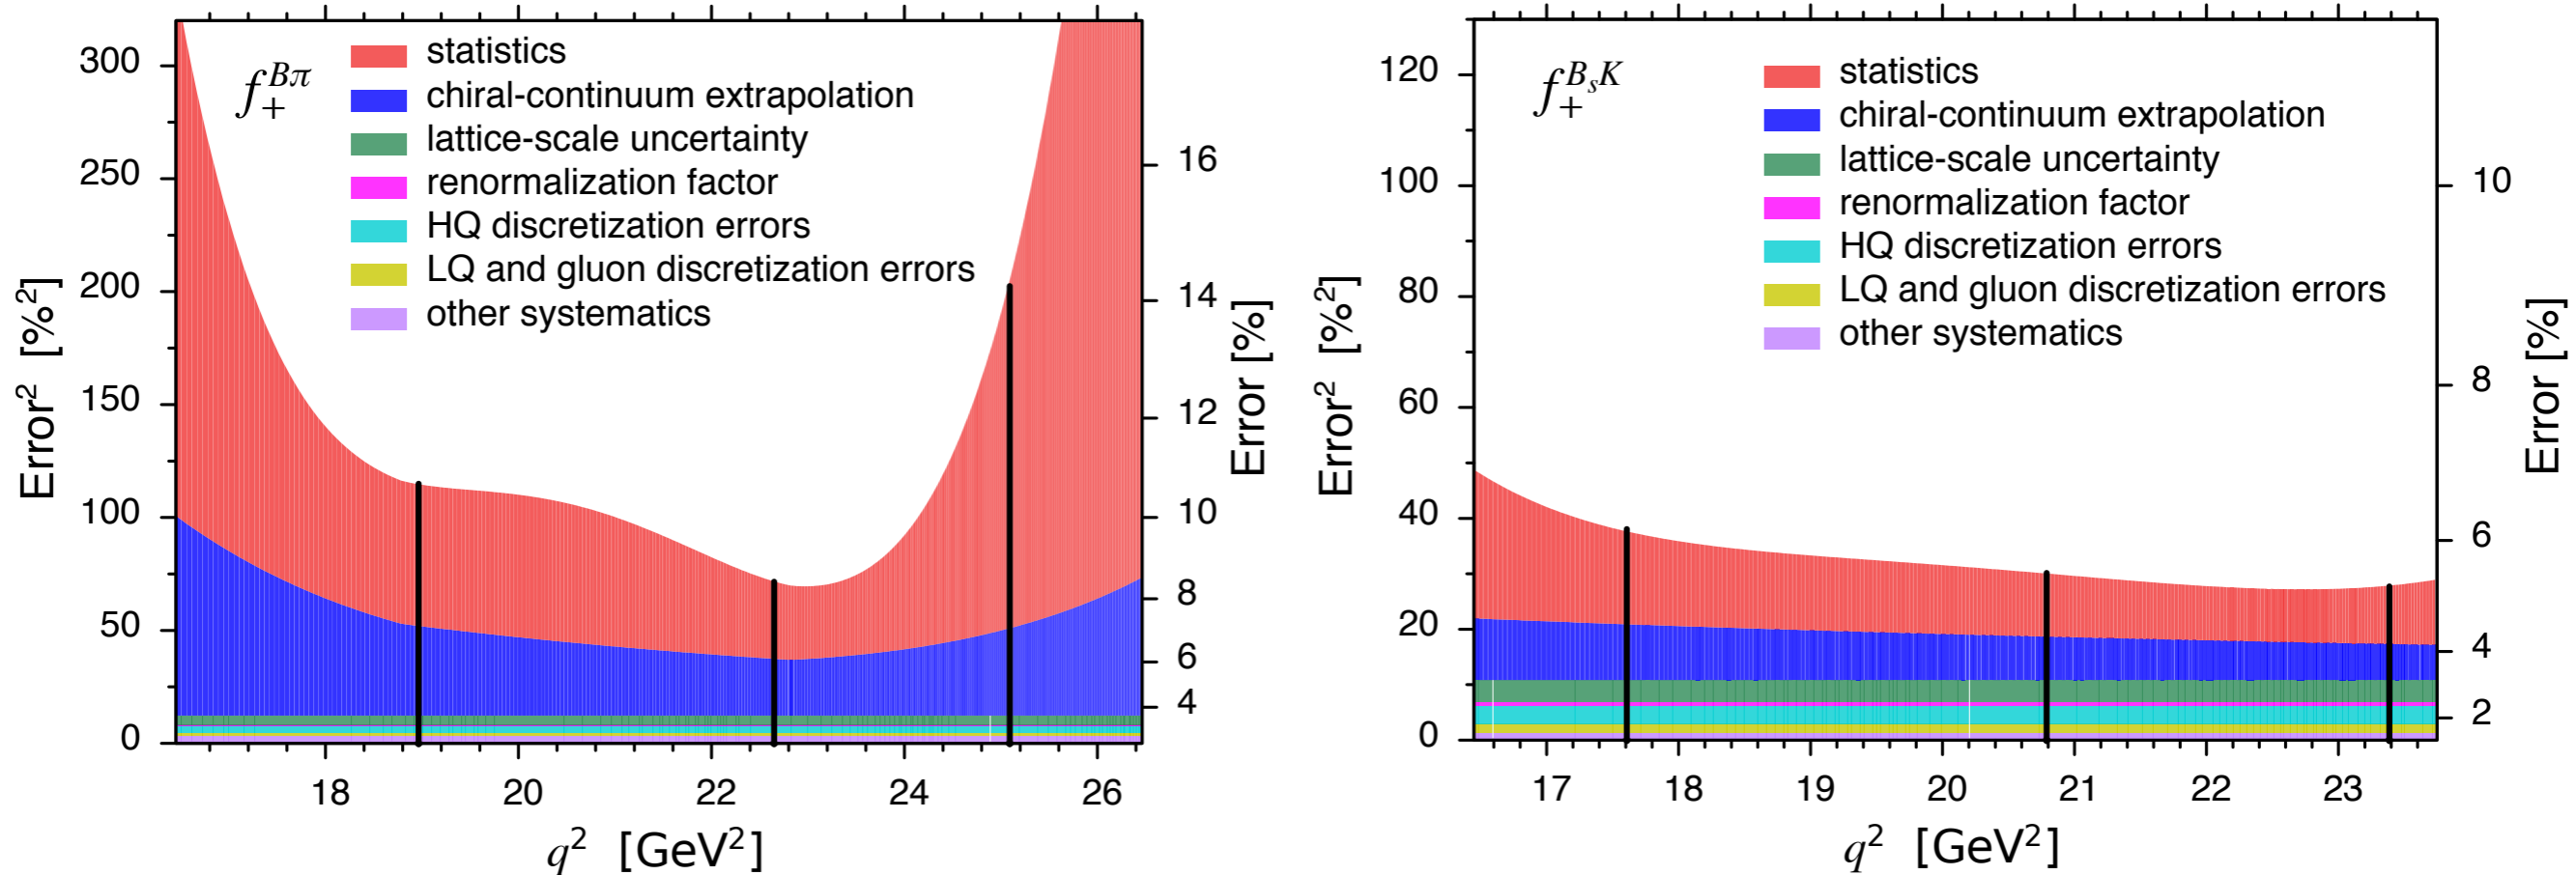 f₊^{Bπ}
statistics
chiral-continuum extrapolation
lattice-scale uncertainty
renormalization factor
HQ discretization errors
LQ and gluon discretization errors
other systematics
Error² [%²]
300
250
200
150
100
50
0
16
14
12
10
8
6
4
Error [%]
18 20 22 24 26
q² [GeV²]
f₊^{BₛK}
statistics
chiral-continuum extrapolation
lattice-scale uncertainty
renormalization factor
HQ discretization errors
LQ and gluon discretization errors
other systematics
Error² [%²]
120
100
80
60
40
20
0
10
8
6
4
2
Error [%]
17 18 19 20 21 22 23
q² [GeV²]